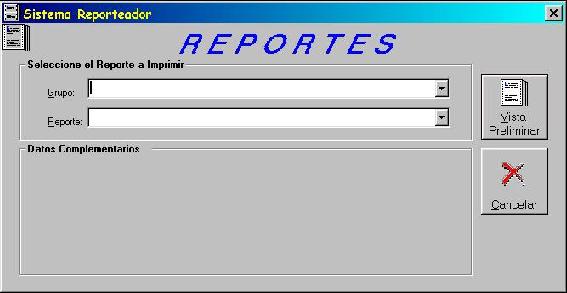 Sistema Reporteador
REPORTES
Seleccione el Reporte a Imprimir
Grupo:
Reporte:
Vista
Preliminar
Datos Complementarios
Cancelar